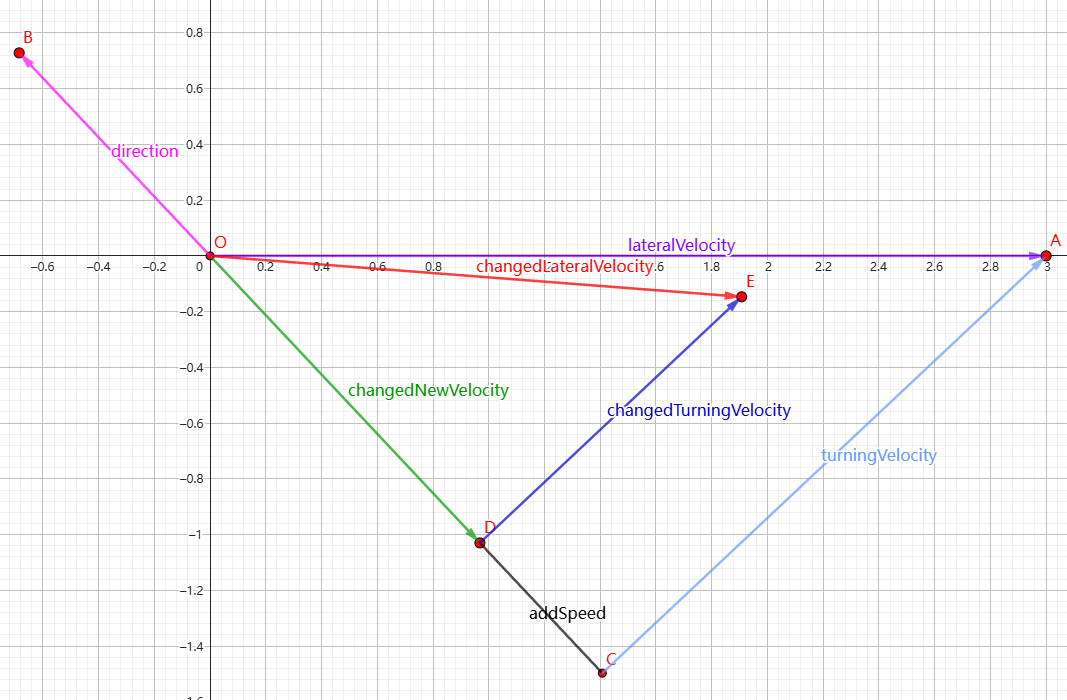 B
0.8
0.6
direction
0.4
0.2
O
lateralVelocity
A
−0.6
−0.4
−0.2
0
0.2
0.4
0.6
0.8
changedLateralVelocity
.6
1.8
2
2.2
2.4
2.6
2.8
3
E
−0.2
−0.4
changedNewVelocity
changedTurningVelocity
−0.6
turningVelocity
−0.8
D
−1
−1.2
addSpeed
−1.4
C